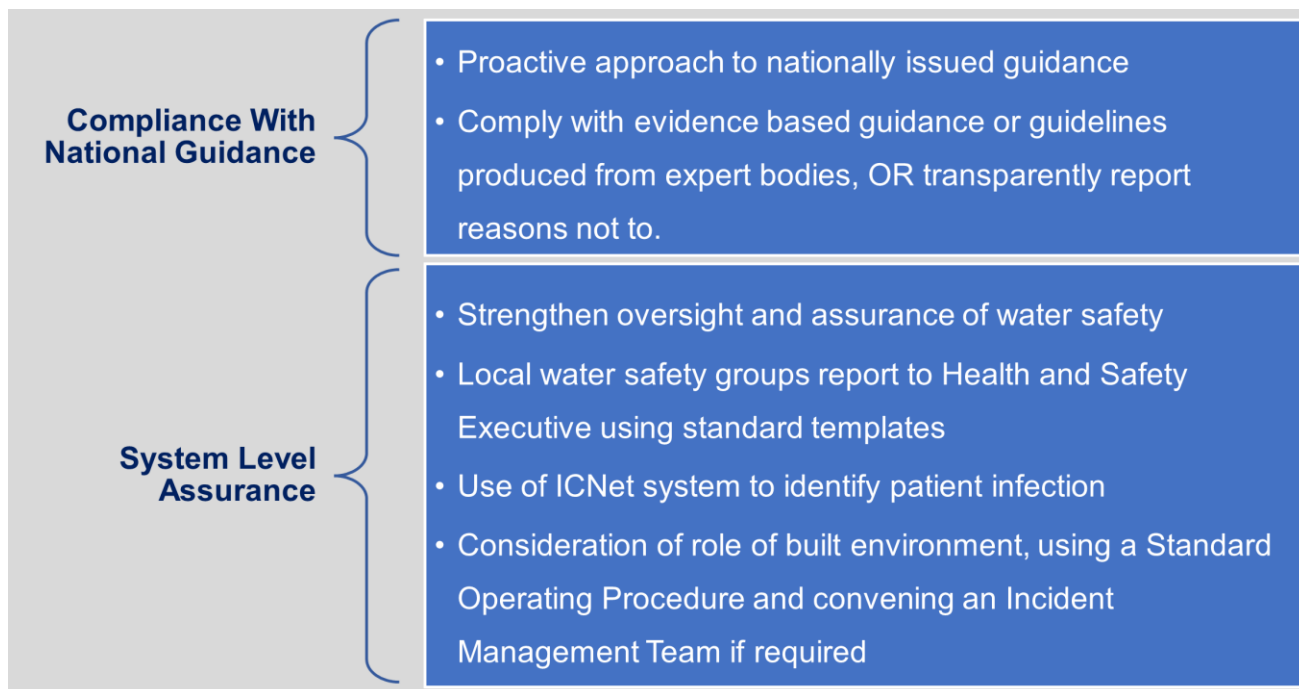 Compliance With
National Guidance
• Proactive approach to nationally issued guidance
• Comply with evidence based guidance or guidelines
produced from expert bodies, OR transparently report
reasons not to.
System Level
Assurance
• Strengthen oversight and assurance of water safety
• Local water safety groups report to Health and Safety
Executive using standard templates
• Use of ICNet system to identify patient infection
• Consideration of role of built environment, using a Standard
Operating Procedure and convening an Incident
Management Team if required